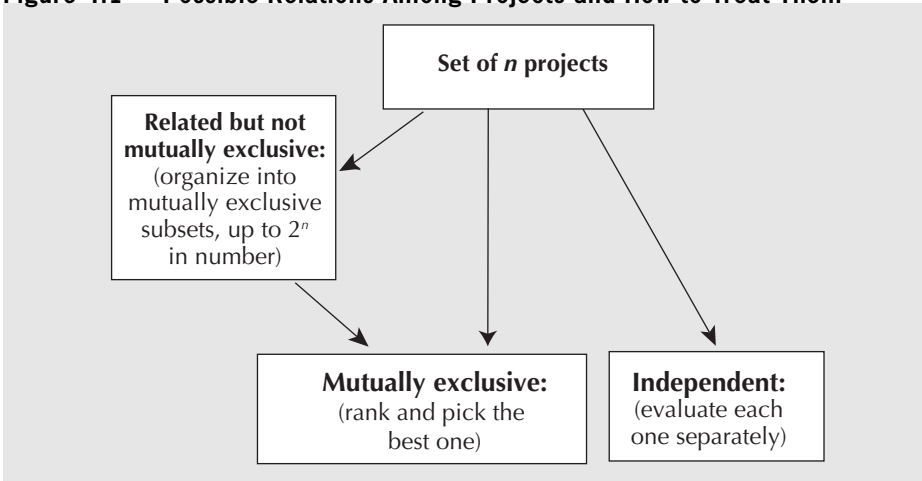 Figure 4.1 Possible Relations Among Projects and How to Treat Them
Set of n projects
Related but not
mutually exclusive:
(organize into
mutually exclusive
subsets, up to 2ⁿ
in number)
Mutually exclusive:
(rank and pick the
best one)
Independent:
(evaluate each
one separately)